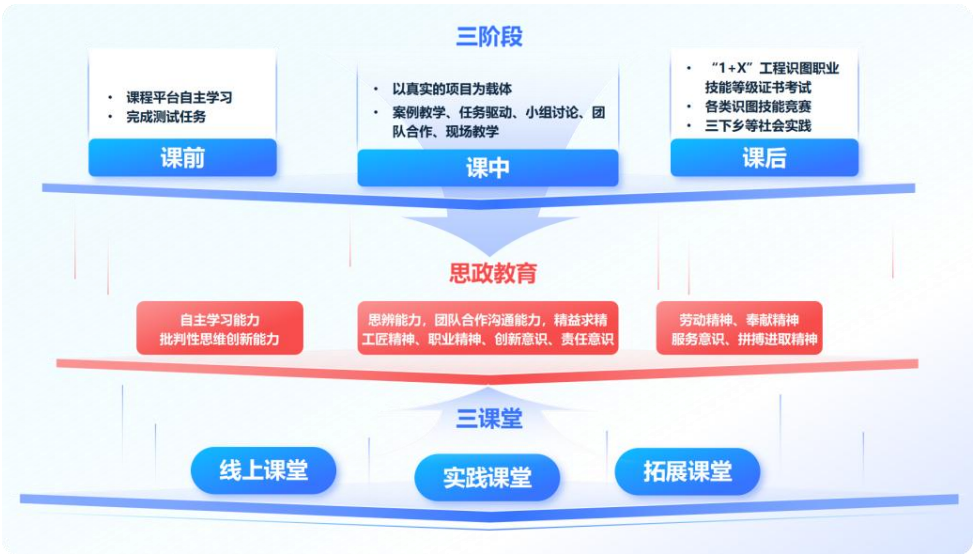 三阶段
• 课程平台自主学习
• 完成测试任务
课前
• 以真实的项目为载体
• 案例教学、任务驱动、小组讨论、团
队合作、现场教学
课中
• “1+X”工程识图职业
技能等级证书考试
• 各类识图技能竞赛
• 三下乡等社会实践
课后
思政教育
自主学习能力
批判性思维创新能力
思辨能力，团队合作沟通能力，精益求精
工匠精神、职业精神、创新意识、责任意识
劳动精神、奉献精神
服务意识、拼搏进取精神
三课堂
线上课堂
实践课堂
拓展课堂